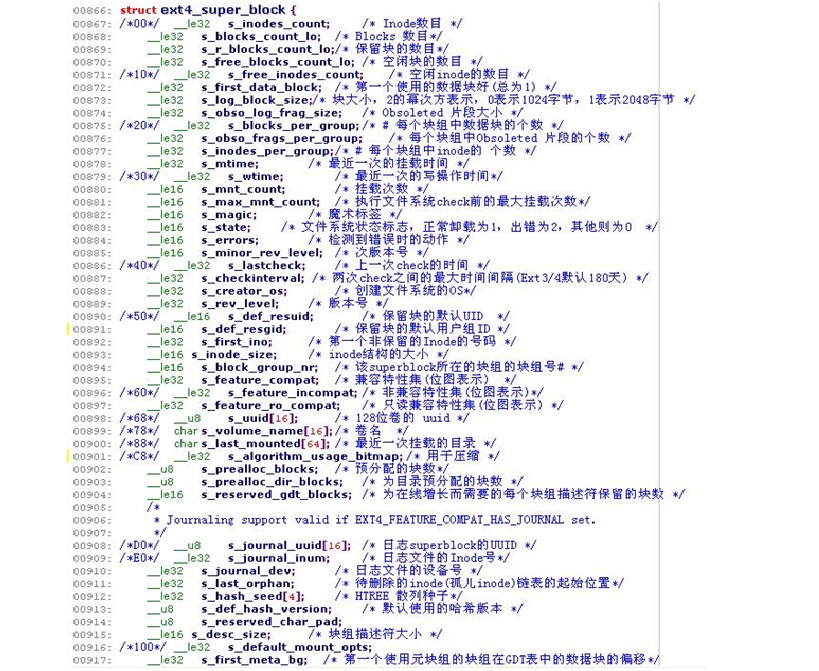 00866: struct ext4_super_block {
00867: /*00*/ __le32 s_inodes_count; /* Inode数目 */
00868: __le32 s_blocks_count_lo; /* Blocks 数目*/
00869: __le32 s_r_blocks_count_lo;/* 保留块的数目*/
00870: __le32 s_free_blocks_count_lo; /* 空闲块的数目 */
00871: /*10*/ __le32 s_free_inodes_count; /* 空闲inode的数目 */
00872: __le32 s_first_data_block; /* 第一个使用的数据块好(总为1) */
00873: __le32 s_log_block_size;/* 块大小，2的幂次方表示，0表示1024字节，1表示2048字节 */
00874: __le32 s_obso_log_frag_size; /* Obsoleted 片段大小 */
00875: /*20*/ __le32 s_blocks_per_group;/* # 每个块组中数据块的个数 */
00876: __le32 s_obso_frags_per_group; /* 每个块组中Obsoleted 片段的个数 */
00877: __le32 s_inodes_per_group;/* # 每个块组中inode的 个数 */
00878: __le32 s_mtime; /* 最近一次的挂载时间 */
00879: /*30*/ __le32 s_wtime; /* 最近一次的写操作时间*/
00880: __le16 s_mnt_count; /* 挂载次数 */
00881: __le16 s_max_mnt_count; /* 执行文件系统check前的最大挂载次数*/
00882: __le16 s_magic; /* 魔术标签 */
00883: __le16 s_state; /* 文件系统状态标志，正常卸载为1，出错为2，其他则为0 */
00884: __le16 s_errors; /* 检测到错误时的动作 */
00885: __le16 s_minor_rev_level; /* 次版本号 */
00886: /*40*/ __le32 s_lastcheck; /* 上一次check的时间 */
00887: __le32 s_checkinterval; /* 两次check之间的最大时间间隔(Ext3/4默认180天) */
00888: __le32 s_creator_os; /* 创建文件系统的OS*/
00889: __le32 s_rev_level; /* 版本号 */
00890: /*50*/ __le16 s_def_resuid; /* 保留块的默认UID */
00891: __le16 s_def_resgid; /* 保留块的默认用户组ID */
00892: __le32 s_first_ino; /* 第一个非保留的Inode的号码 */
00893: __le16 s_inode_size; /* inode结构的大小 */
00894: __le16 s_block_group_nr; /* 该superblock所在的块组的块组号# */
00895: __le32 s_feature_compat; /* 兼容特性集(位图表示) */
00896: /*60*/ __le32 s_feature_incompat; /* 非兼容特性集(位图表示)*/
00897: __le32 s_feature_ro_compat; /* 只读兼容特性集(位图表示) */
00898: /*68*/ __u8 s_uuid[16]; /* 128位卷的 uuid */
00899: /*78*/ char s_volume_name[16];/* 卷名 */
00900: /*88*/ char s_last_mounted[64]; /* 最近一次挂载的目录 */
00901: /*C8*/ __le32 s_algorithm_usage_bitmap;/* 用于压缩 */
00902: __u8 s_prealloc_blocks; /* 预分配的块数*/
00903: __u8 s_prealloc_dir_blocks; /* 为目录预分配的块数 */
00904: __le16 s_reserved_gdt_blocks; /* 为在线增长而需要的每个块组描述符保留的块数 */
00905: /*
00906: * Journaling support valid if EXT4_FEATURE_COMPAT_HAS_JOURNAL set.
00907: */
00908: /*D0*/ __u8 s_journal_uuid[16]; /* 日志superblock的UUID */
00909: /*E0*/ __le32 s_journal_inum; /* 日志文件的Inode号*/
00910: __le32 s_journal_dev; /* 日志文件的设备号 */
00911: __le32 s_last_orphan; /* 待删除的inode(孤儿inode)链表的起始位置*/
00912: __le32 s_hash_seed[4]; /* HTREE 散列种子*/
00913: __u8 s_def_hash_version; /* 默认使用的哈希版本 */
00914: __u8 s_reserved_char_pad;
00915: __le16 s_desc_size; /* 块组描述符大小 */
00916: /*100*/ __le32 s_default_mount_opts;
00917: __le32 s_first_meta_bg; /* 第一个使用元块组的块组在GDT表中的数据块的偏移*/